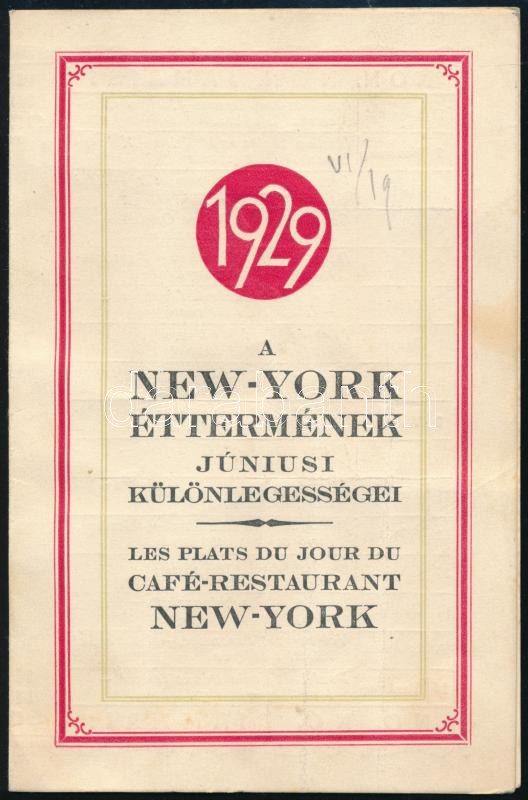 1929
VI/19
A
NEW-YORK
ÉTTERMÉNEK
JÚNIUSI
KÜLÖNLEGESSÉGEI
LES PLATS DU JOUR DU
CAFÉ-RESTAURANT
NEW-YORK